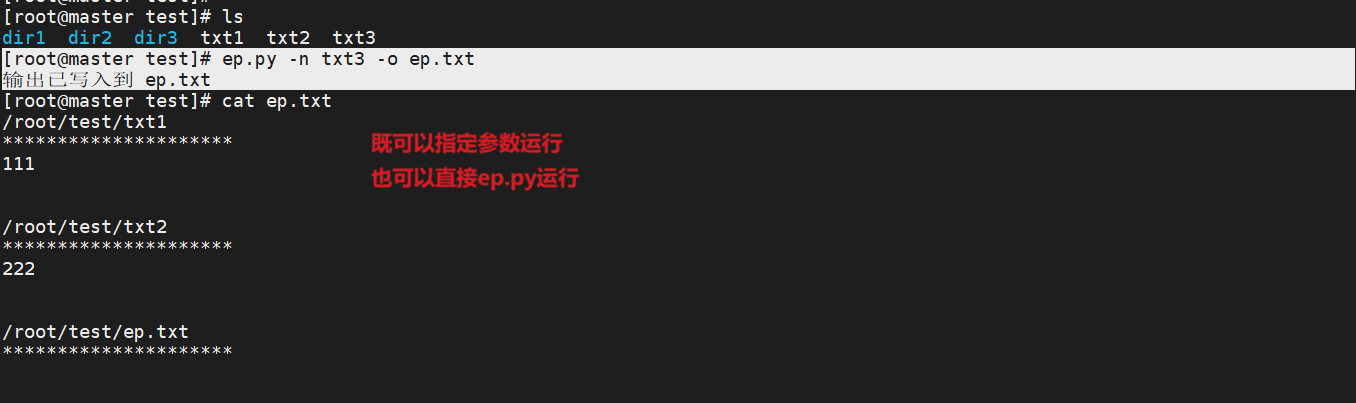 [root@master test]# ls
dir1  dir2  dir3  txt1  txt2  txt3
[root@master test]# ep.py -n txt3 -o ep.txt
输出已写入到 ep.txt
[root@master test]# cat ep.txt
/root/test/txt1
*********************
既可以指定参数运行
111
也可以直接ep.py运行
/root/test/txt2
*********************
222
/root/test/ep.txt
*********************